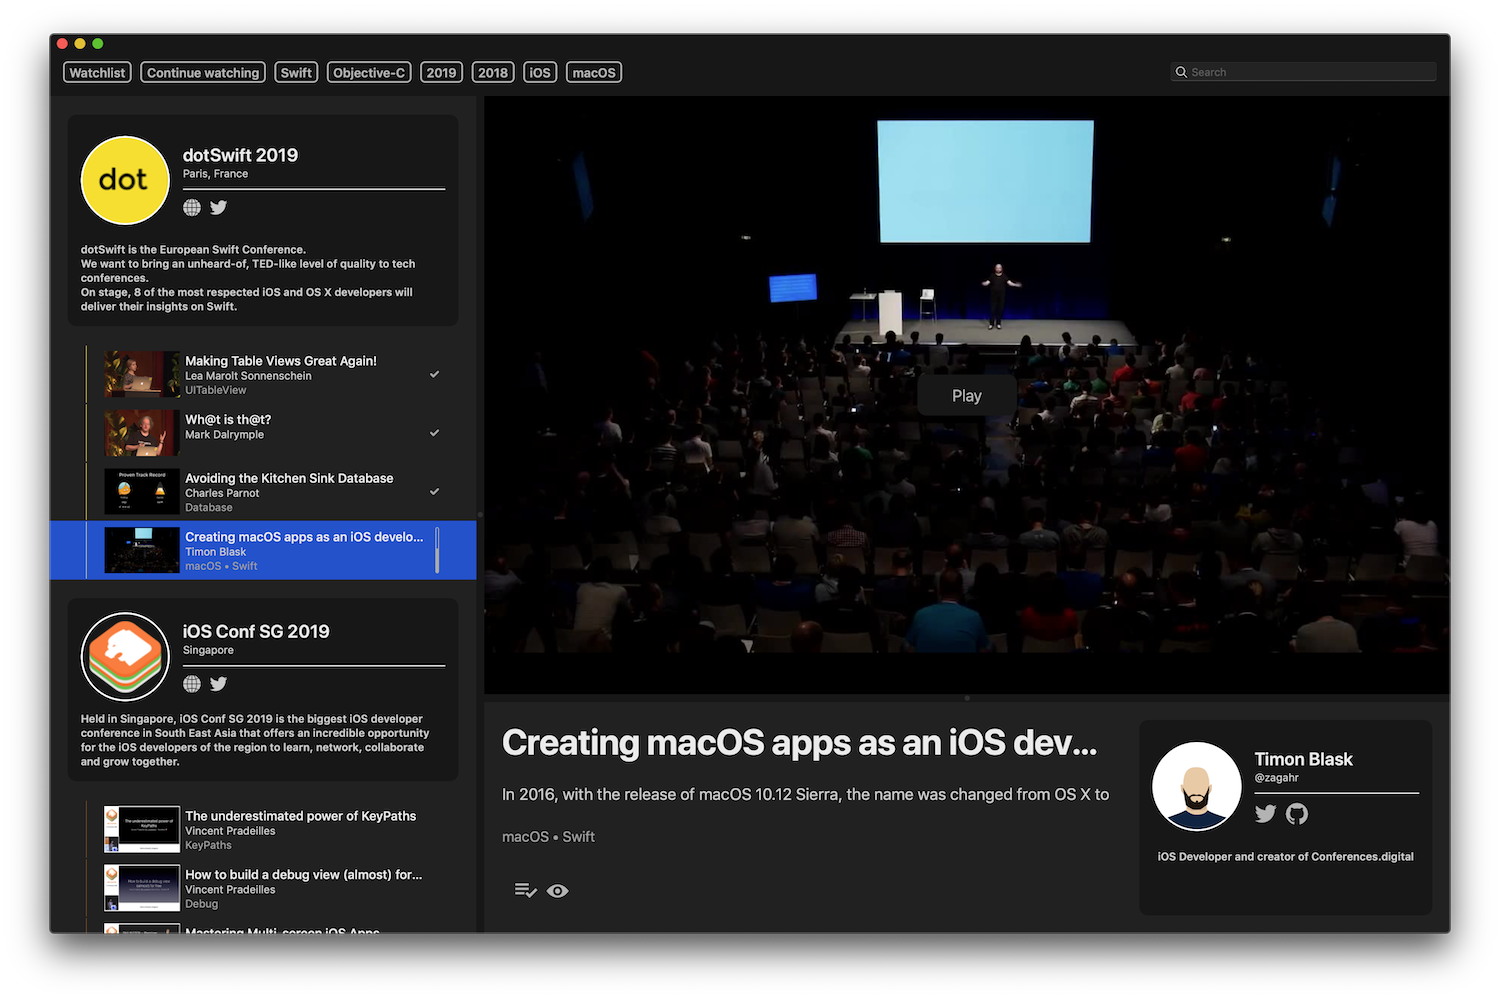 Watchlist
Continue watching
Swift
Objective-C
2019
2018
iOS
macOS
Search
dot
dotSwift 2019
Paris, France
dotSwift is the European Swift Conference.
We want to bring an unheard-of, TED-like level of quality to tech
conferences.
On stage, 8 of the most respected iOS and OS X developers will
deliver their insights on Swift.
Making Table Views Great Again!
Lea Marolt Sonnenschein
UITableView
Wh@t is th@t?
Mark Dalrymple
Proven Track Record
Avoiding the Kitchen Sink Database
Charles Parnot
Database
Creating macOS apps as an iOS develo...
Timon Blask
macOS • Swift
iOS Conf SG 2019
Singapore
Held in Singapore, iOS Conf SG 2019 is the biggest iOS developer
conference in South East Asia that offers an incredible opportunity
for the iOS developers of the region to learn, network, collaborate
and grow together.
The underestimated power of KeyPaths
Vincent Pradeilles
KeyPaths
How to build a debug view (almost) for...
Vincent Pradeilles
Debug
Mastering Multi-screen iOS Apps
Play
Creating macOS apps as an iOS dev...
In 2016, with the release of macOS 10.12 Sierra, the name was changed from OS X to
macOS • Swift
Timon Blask
@zagahr
iOS Developer and creator of Conferences.digital